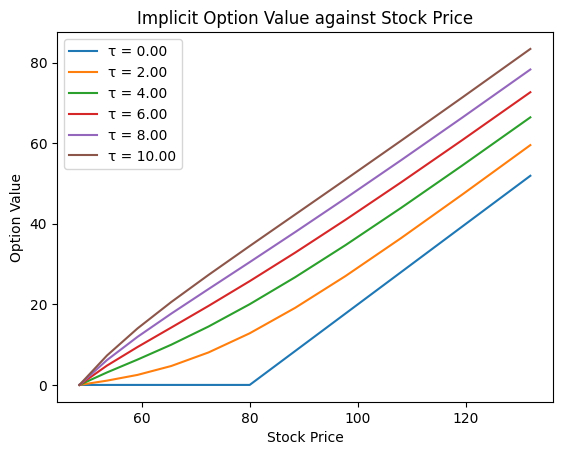 Implicit Option Value against Stock Price
τ = 0.00
τ = 2.00
τ = 4.00
τ = 6.00
τ = 8.00
τ = 10.00
Option Value
80
60
40
20
0
60
80
100
120
Stock Price